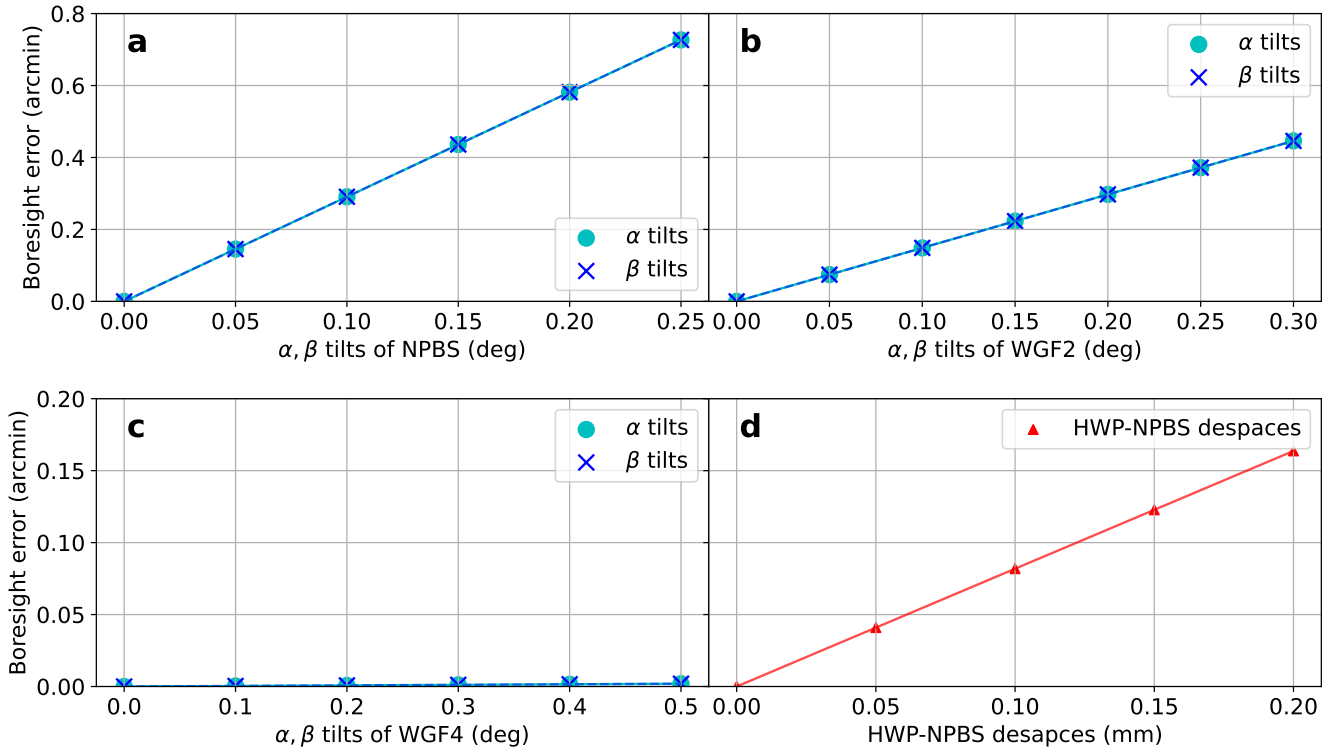 a
Boresight error (arcmin)
0.8
0.6
0.4
0.2
0.0
α tilts
β tilts
0.00 0.05 0.10 0.15 0.20 0.25
α, β tilts of NPBS (deg)
b
α tilts
β tilts
0.00 0.05 0.10 0.15 0.20 0.25 0.30
α, β tilts of WGF2 (deg)
c
Boresight error (arcmin)
0.20
0.15
0.10
0.05
0.00
α tilts
β tilts
0.0 0.1 0.2 0.3 0.4 0.5
α, β tilts of WGF4 (deg)
d
HWP-NPBS despaces
0.00 0.05 0.10 0.15 0.20
HWP-NPBS desapces (mm)